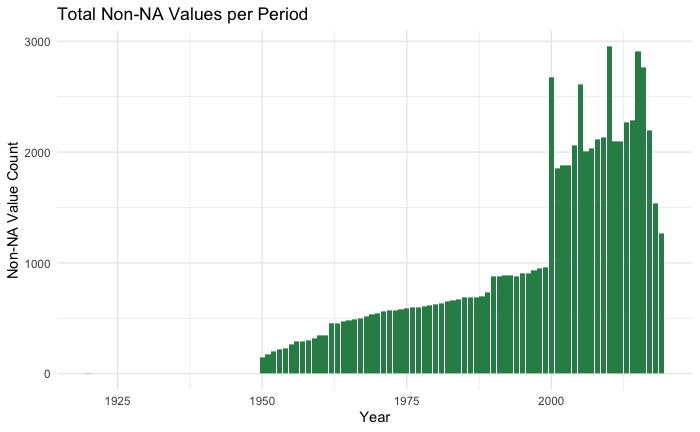 Total Non-NA Values per Period
Non-NA Value Count
3000
2000
1000
0
1925
1950
1975
2000
Year